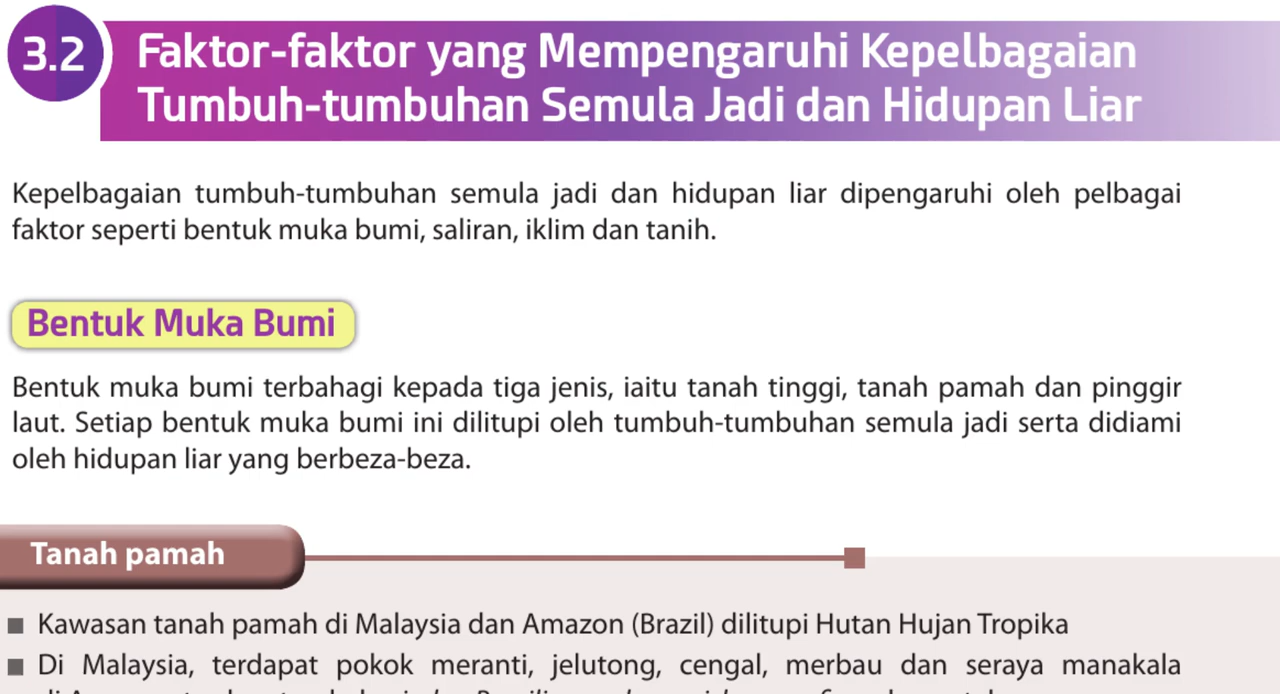 3.2
Faktor-faktor yang Mempengaruhi Kepelbagaian
Tumbuh-tumbuhan Semula Jadi dan Hidupan Liar
Kepelbagaian tumbuh-tumbuhan semula jadi dan hidupan liar dipengaruhi oleh pelbagai
faktor seperti bentuk muka bumi, saliran, iklim dan tanih.
Bentuk Muka Bumi
Bentuk muka bumi terbahagi kepada tiga jenis, iaitu tanah tinggi, tanah pamah dan pinggir
laut. Setiap bentuk muka bumi ini dilitupi oleh tumbuh-tumbuhan semula jadi serta didiami
oleh hidupan liar yang berbeza-beza.
Tanah pamah
■ Kawasan tanah pamah di Malaysia dan Amazon (Brazil) dilitupi Hutan Hujan Tropika
■ Di Malaysia, terdapat pokok meranti, jelutong, cengal, merbau dan seraya manakala